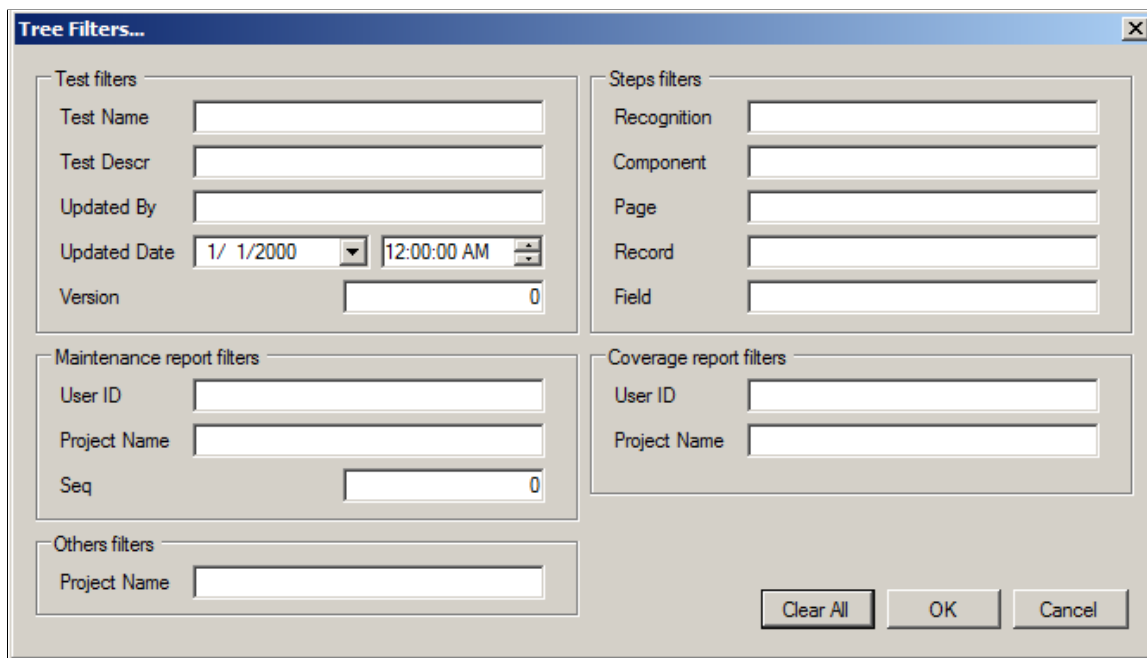 Tree Filters...
Test filters
Test Name
Test Descr
Updated By
Updated Date 1/ 1/2000 12:00:00 AM
Version 0
Steps filters
Recognition
Component
Page
Record
Field
Maintenance report filters
User ID
Project Name
Seq 0
Coverage report filters
User ID
Project Name
Others filters
Project Name
Clear All OK Cancel